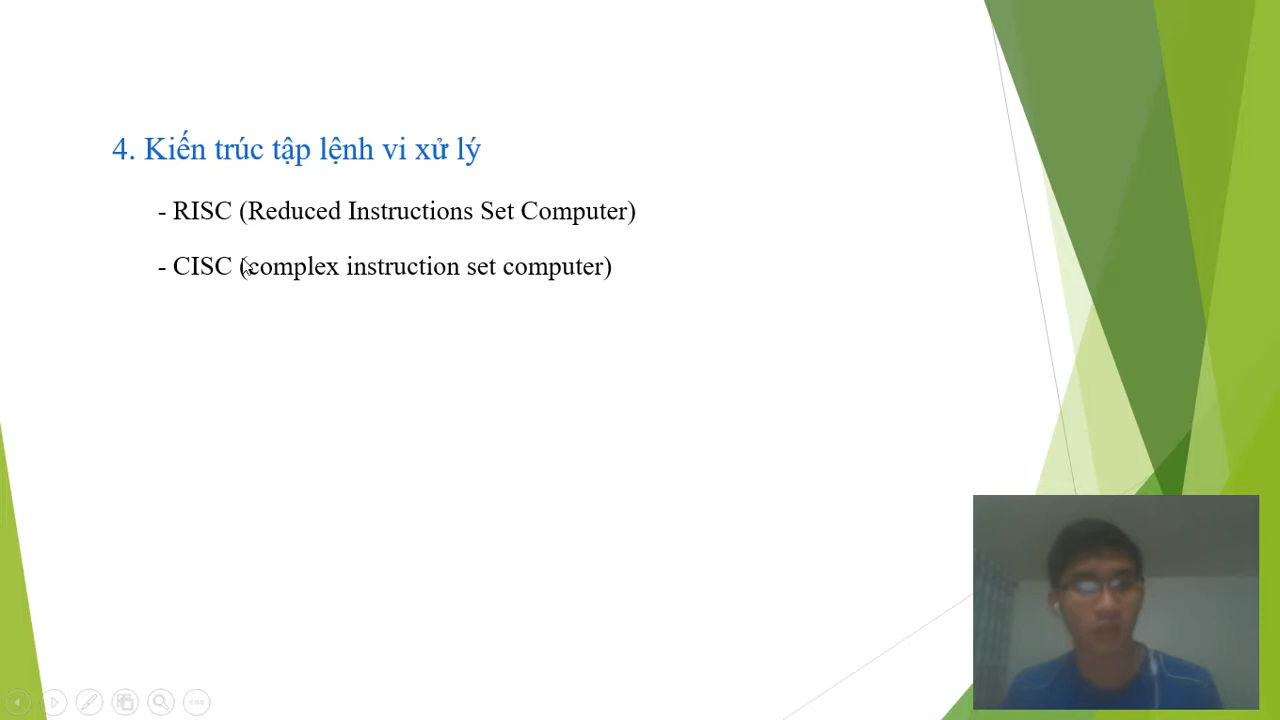 4. Kiến trúc tập lệnh vi xử lý
- RISC (Reduced Instructions Set Computer)
- CISC (complex instruction set computer)